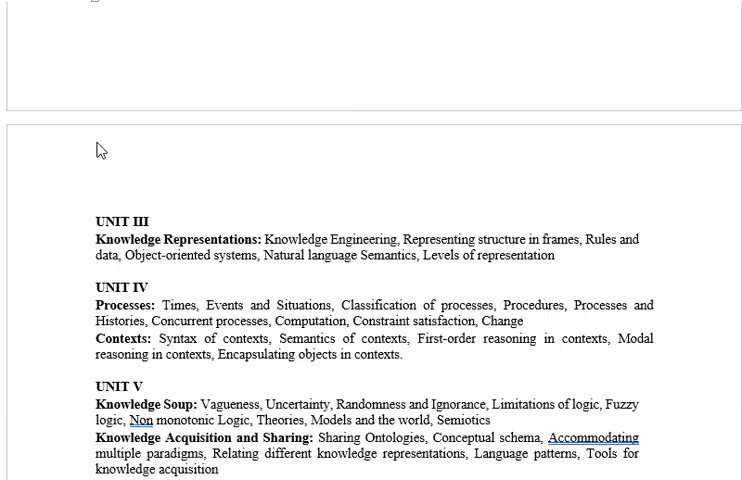 UNIT III
Knowledge Representations: Knowledge Engineering, Representing structure in frames, Rules and
data, Object-oriented systems, Natural language Semantics, Levels of representation
UNIT IV
Processes: Times, Events and Situations, Classification of processes, Procedures, Processes and
Histories, Concurrent processes, Computation, Constraint satisfaction, Change
Contexts: Syntax of contexts, Semantics of contexts, First-order reasoning in contexts, Modal
reasoning in contexts, Encapsulating objects in contexts.
UNIT V
Knowledge Soup: Vagueness, Uncertainty, Randomness and Ignorance, Limitations of logic, Fuzzy
logic, Non monotonic Logic, Theories, Models and the world, Semiotics
Knowledge Acquisition and Sharing: Sharing Ontologies, Conceptual schema, Accommodating
multiple paradigms, Relating different knowledge representations, Language patterns, Tools for
knowledge acquisition